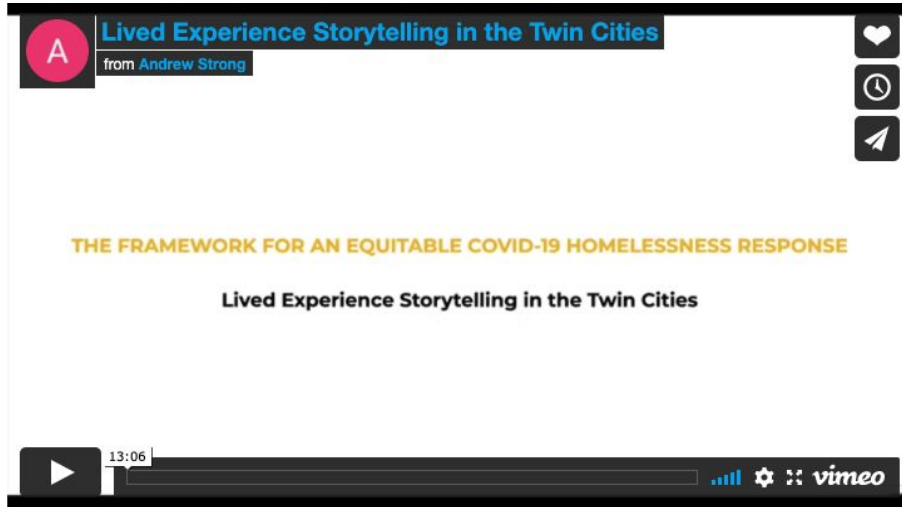 A
Lived Experience Storytelling in the Twin Cities
from Andrew Strong
THE FRAMEWORK FOR AN EQUITABLE COVID-19 HOMELESSNESS RESPONSE
Lived Experience Storytelling in the Twin Cities
13:06
vimeo